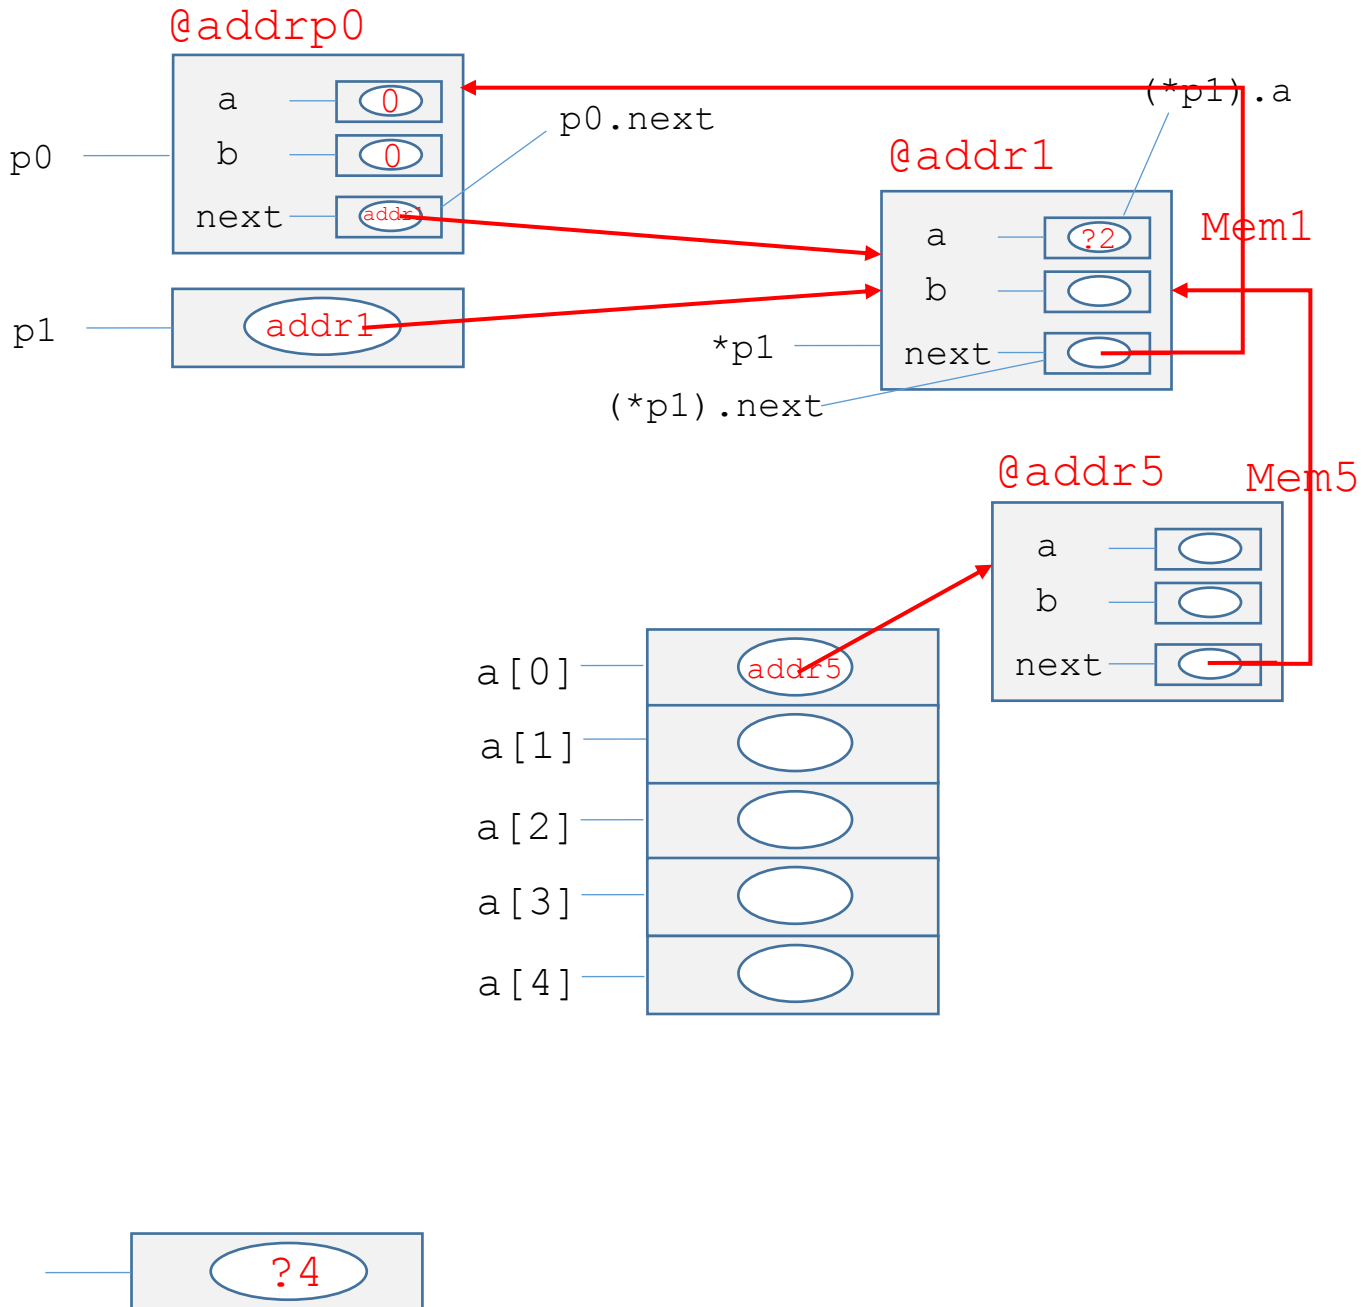 @addrp0
a 0
b 0
next addr1
p0
p0.next
p1
addr1
(*p1).a
@addr1
Mem1
a ?2
b
next
*p1
(*p1).next
@addr5
Mem5
a
b
next
a[0] addr5
a[1]
a[2]
a[3]
a[4]
?4